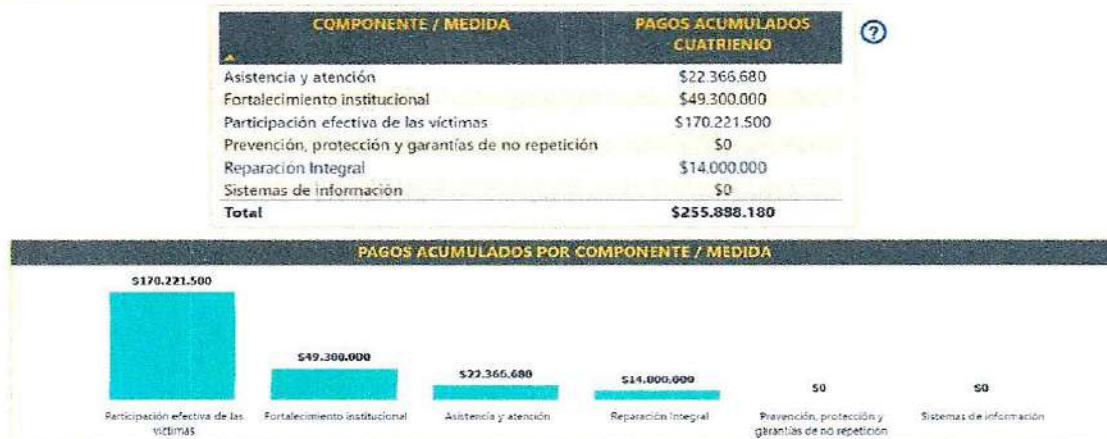 COMPONENTE / MEDIDA PAGOS ACUMULADOS
CUATRIENIO
?
Asistencia y atención $22.366.680
Fortalecimiento institucional $49.300.000
Participación efectiva de las víctimas $170.221.500
Prevención, protección y garantías de no repetición $0
Reparación Integral $14.000.000
Sistemas de información $0
Total $255.888.180
PAGOS ACUMULADOS POR COMPONENTE / MEDIDA
$170.221.500
$49.300.000
$22.366.680
$14.000.000
$0
$0
Participación efectiva de las
víctimas
Fortalecimiento institucional
Asistencia y atención
Reparación Integral
Prevención, protección y
garantías de no repetición
Sistemas de información